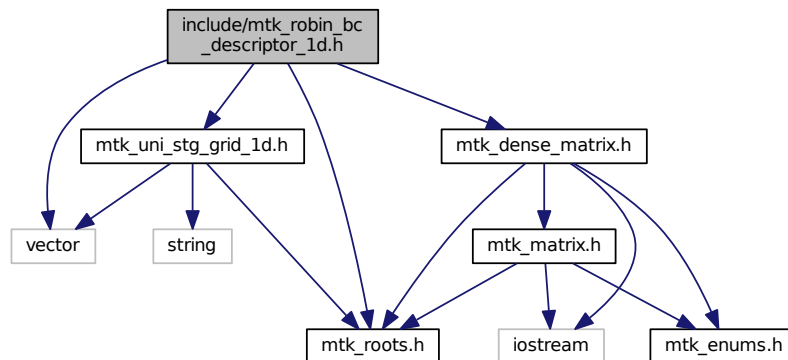 include/mtk_robin_bc
_descriptor_1d.h
mtk_uni_stg_grid_1d.h
mtk_dense_matrix.h
vector
string
mtk_matrix.h
mtk_roots.h
iostream
mtk_enums.h